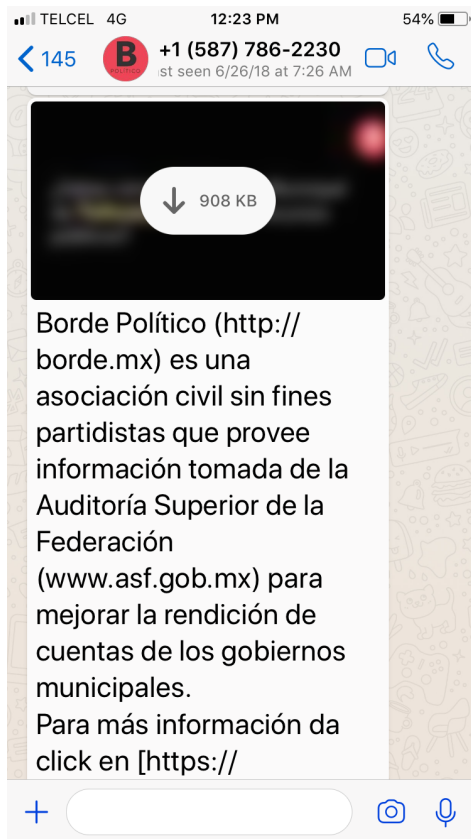 TELCEL 4G 12:23 PM 54%
145 B +1 (587) 786-2230
POLÍTICO st seen 6/26/18 at 7:26 AM
908 KB
Borde Político (http://
borde.mx) es una
asociación civil sin fines
partidistas que provee
información tomada de la
Auditoría Superior de la
Federación
(www.asf.gob.mx) para
mejorar la rendición de
cuentas de los gobiernos
municipales.
Para más información da
click en [https://